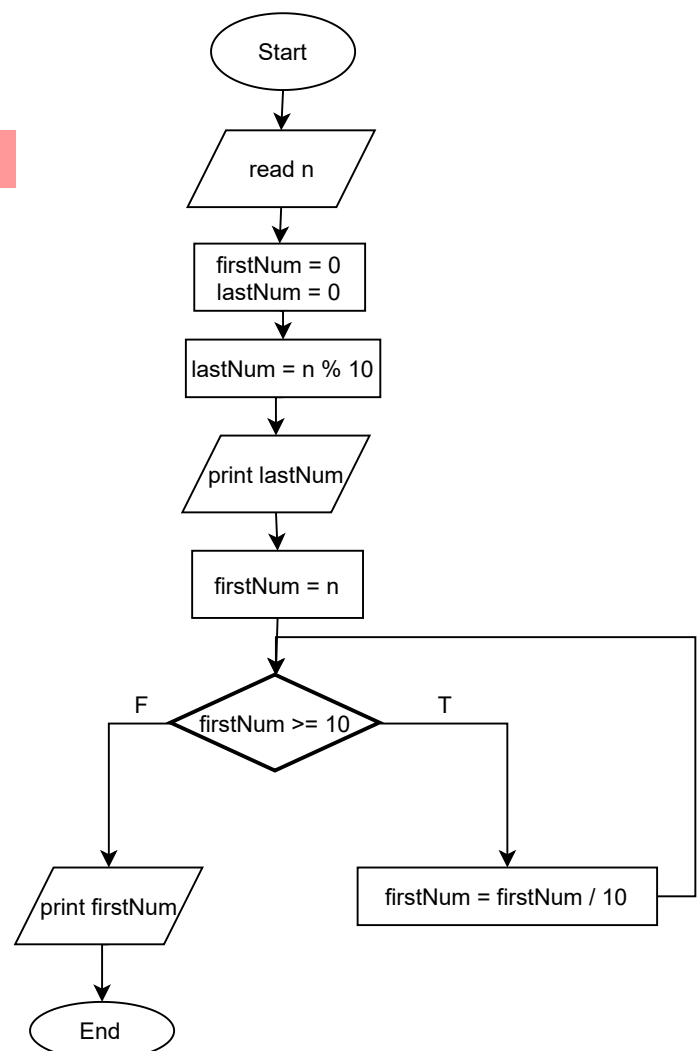 Start
read n
firstNum = 0
lastNum = 0
lastNum = n % 10
print lastNum
firstNum = n
F
T
firstNum >= 10
print firstNum
firstNum = firstNum / 10
End